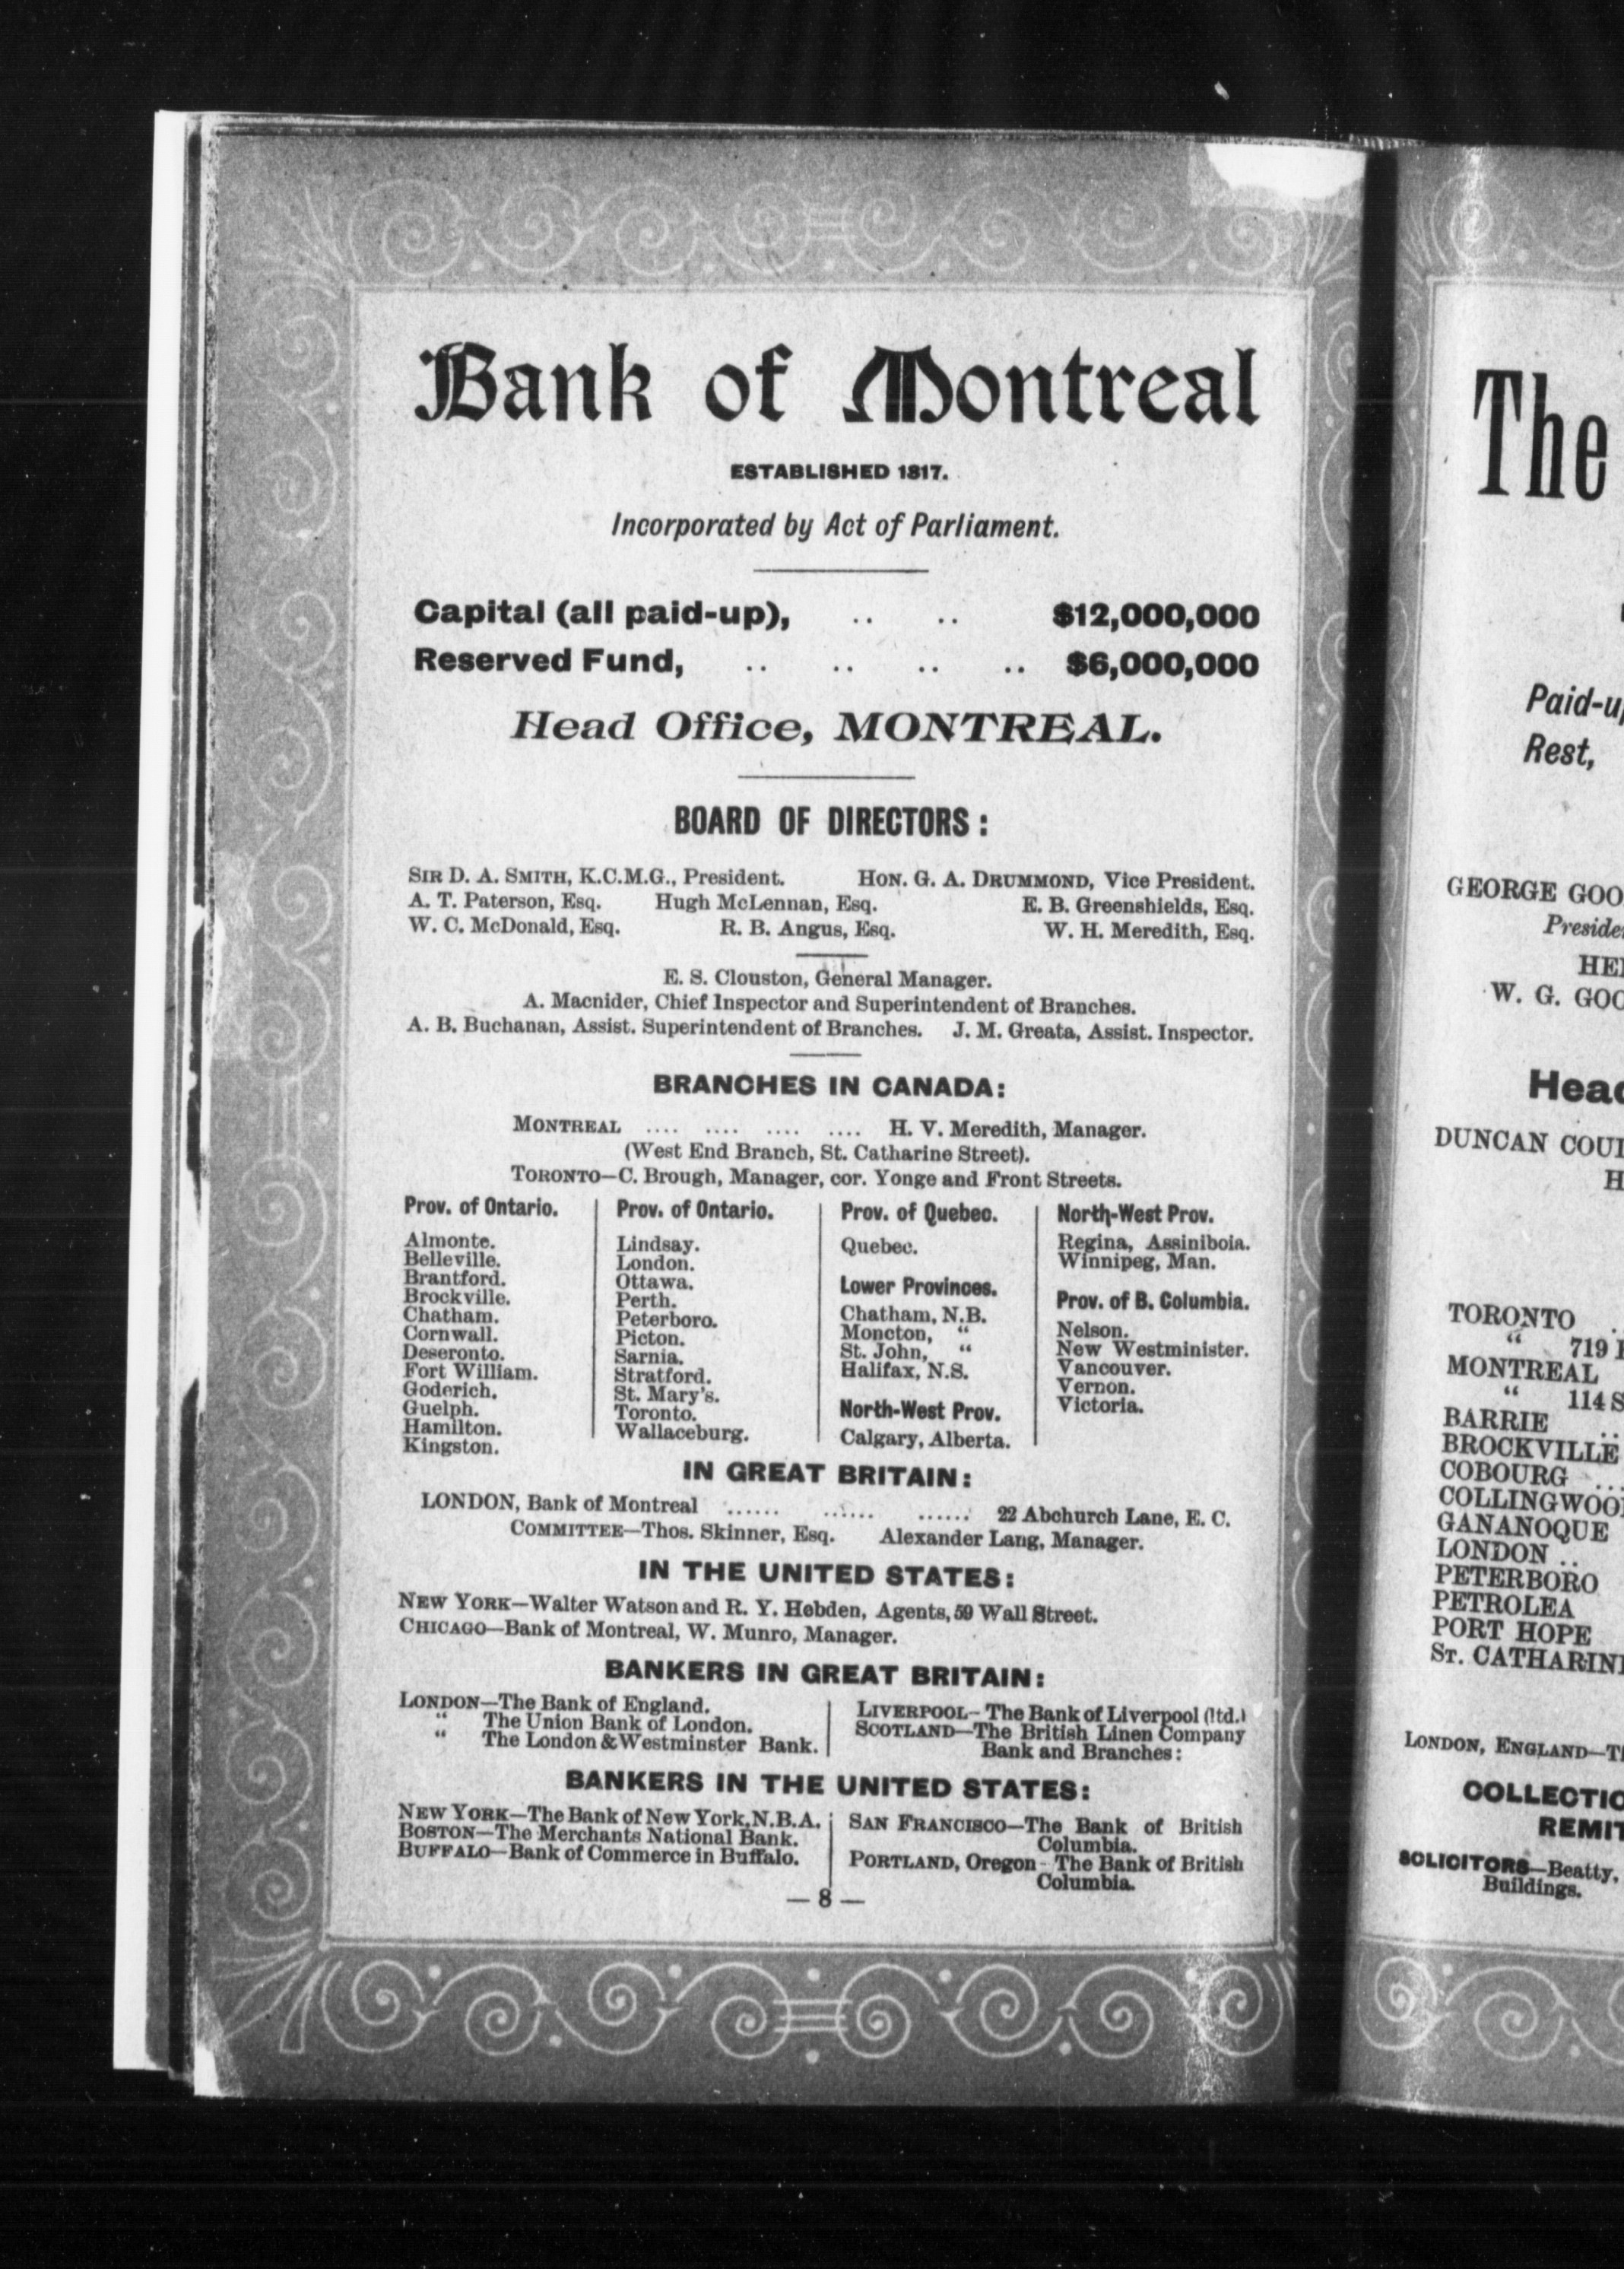 Bank of Montreal
ESTABLISHED 1817.
Incorporated by Act of Parliament.
Capital (all paid-up), .. .. $12,000,000
Reserved Fund, .. .. .. .. $6,000,000
Head Office, MONTREAL.
BOARD OF DIRECTORS:
SIR D. A. SMITH, K.C.M.G., President. HON. G. A. DRUMMOND, Vice President.
A. T. Paterson, Esq. Hugh McLennan, Esq. E. B. Greenshields, Esq.
W. C. McDonald, Esq. R. B. Angus, Esq. W. H. Meredith, Esq.
E. S. Clouston, General Manager.
A. Macnider, Chief Inspector and Superintendent of Branches.
A. B. Buchanan, Assist. Superintendent of Branches. J. M. Greata, Assist. Inspector.
BRANCHES IN CANADA:
MONTREAL .... .... .... .... H. V. Meredith, Manager.
(West End Branch, St. Catharine Street).
TORONTO—C. Brough, Manager, cor. Yonge and Front Streets.
Prov. of Ontario.
Almonte.
Belleville.
Brantford.
Brockville.
Chatham.
Cornwall.
Deseronto.
Fort William.
Goderich.
Guelph.
Hamilton.
Kingston.
Prov. of Ontario.
Lindsay.
London.
Ottawa.
Perth.
Peterboro.
Picton.
Sarnia.
Stratford.
St. Mary's.
Toronto.
Wallaceburg.
Prov. of Quebec.
Quebec.
Lower Provinces.
Chatham, N.B.
Moncton, "
St. John, "
Halifax, N.S.
North-West Prov.
Calgary, Alberta.
North-West Prov.
Regina, Assiniboia.
Winnipeg, Man.
Prov. of B. Columbia.
Nelson.
New Westminister.
Vancouver.
Vernon.
Victoria.
IN GREAT BRITAIN:
LONDON, Bank of Montreal ...... ...... ...... 22 Abchurch Lane, E. C.
COMMITTEE—Thos. Skinner, Esq. Alexander Lang, Manager.
IN THE UNITED STATES:
NEW YORK—Walter Watson and R. Y. Hebden, Agents, 59 Wall Street.
CHICAGO—Bank of Montreal, W. Munro, Manager.
BANKERS IN GREAT BRITAIN:
LONDON—The Bank of England.
" The Union Bank of London.
" The London & Westminster Bank.
LIVERPOOL—The Bank of Liverpool (ltd.)
SCOTLAND—The British Linen Company
Bank and Branches:
BANKERS IN THE UNITED STATES:
NEW YORK—The Bank of New York, N.B.A.
BOSTON—The Merchants National Bank.
BUFFALO—Bank of Commerce in Buffalo.
SAN FRANCISCO—The Bank of British
Columbia.
PORTLAND, Oregon—The Bank of British
Columbia.
— 8 —
The
Paid-up
Rest,
GEORGE GOO
Preside
HE
W. G. GOO
Head
DUNCAN COU
H
TORONTO
" 719
MONTREAL
" 114 S
BARRIE ..
BROCKVILLE
COBOURG ...
COLLINGWOO
GANANOQUE
LONDON ..
PETERBORO
PETROLEA
PORT HOPE
ST. CATHARIN
LONDON, ENGLAND—T
COLLECTIO
REMIT
SOLICITORS—Beatty,
Buildings.